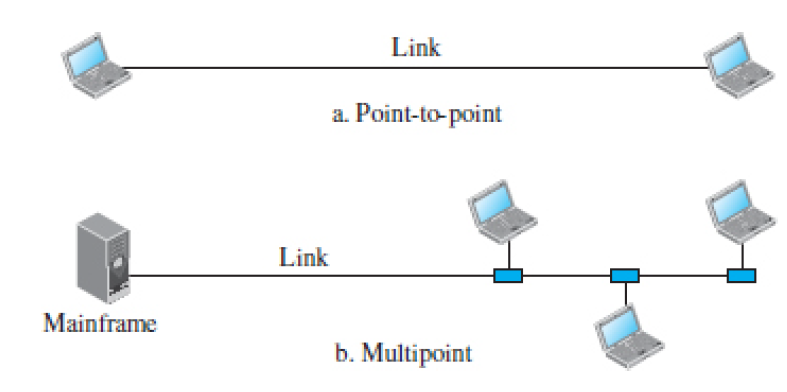 Link
a. Point-to-point
Link
Mainframe
b. Multipoint